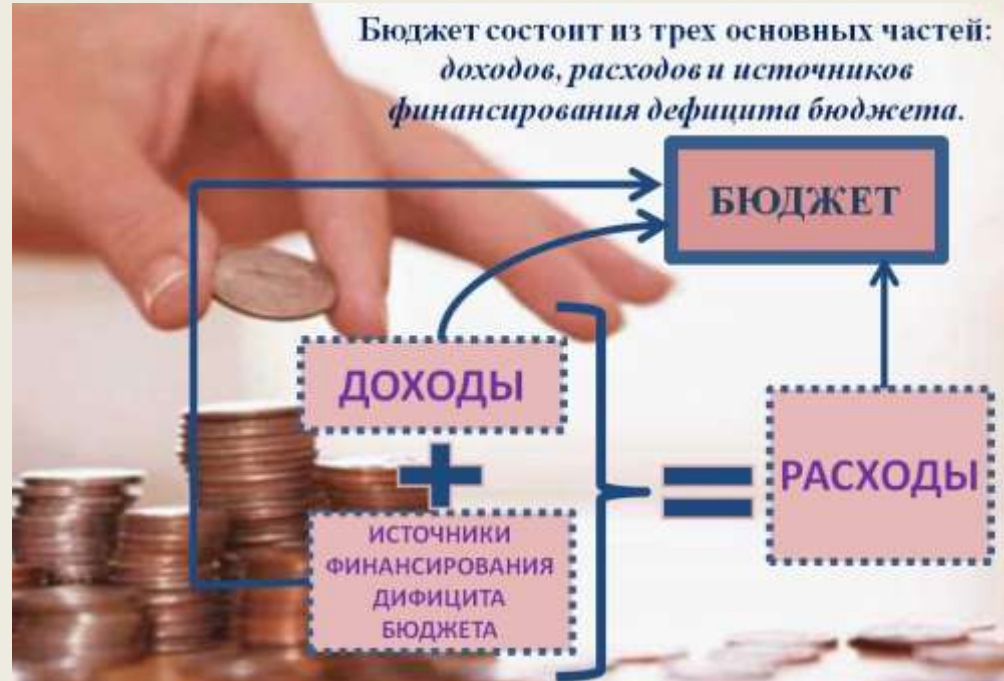 Бюджет состоит из трех основных частей:
доходов, расходов и источников
финансирования дефицита бюджета.
БЮДЖЕТ
ДОХОДЫ
+
ИСТОЧНИКИ
ФИНАНСИРОВАНИЯ
ДИФИЦИТА
БЮДЖЕТА
=
РАСХОДЫ